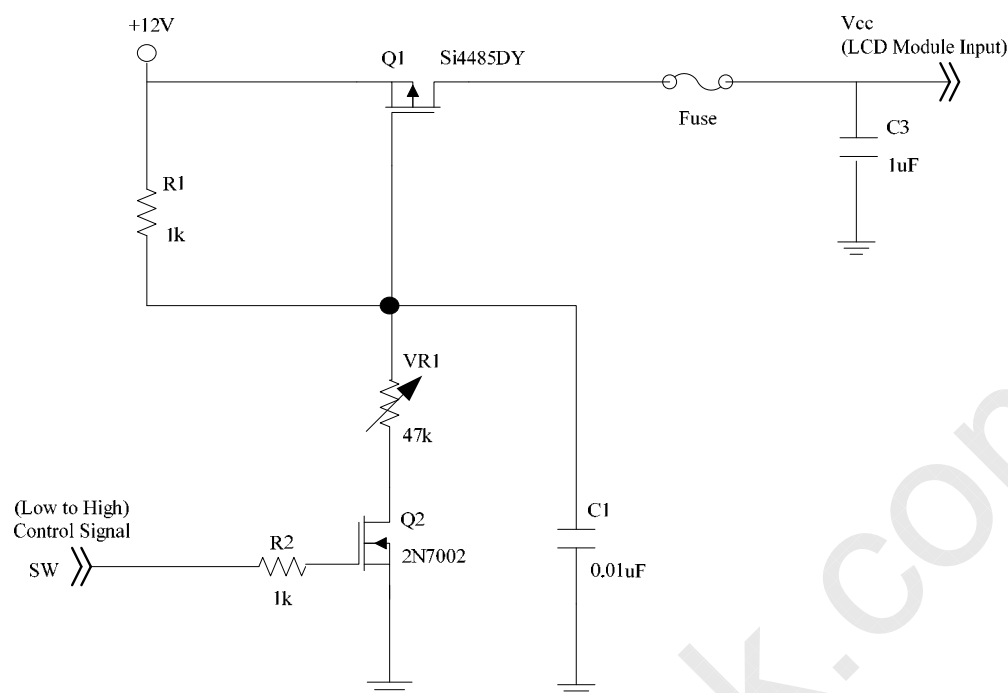 +12V
Q1
Si4485DY
Vcc
(LCD Module Input)
Fuse
C3
1uF
R1
1k
VR1
47k
(Low to High)
Control Signal
SW
R2
1k
Q2
2N7002
C1
0.01uF
k.com